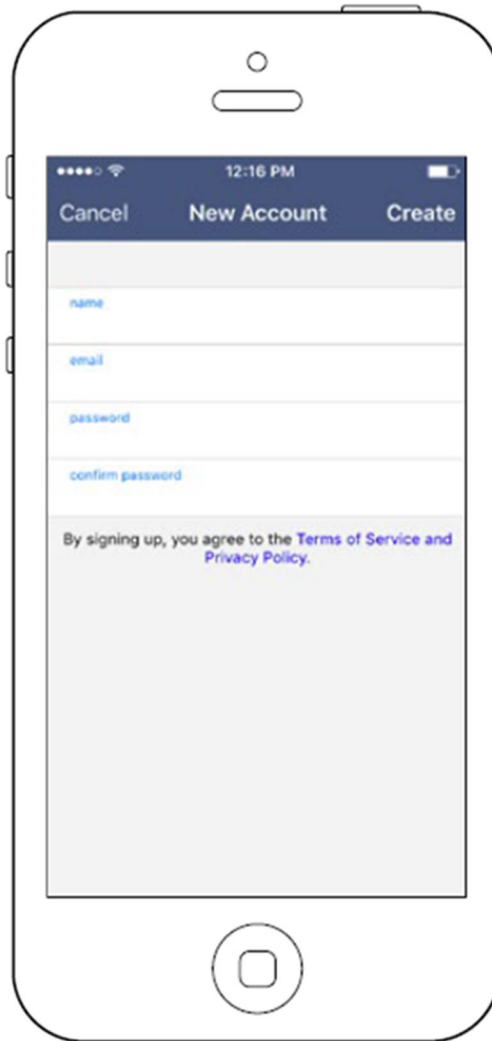 12:16 PM
Cancel New Account Create
name
email
password
confirm password
By signing up, you agree to the Terms of Service and
Privacy Policy.